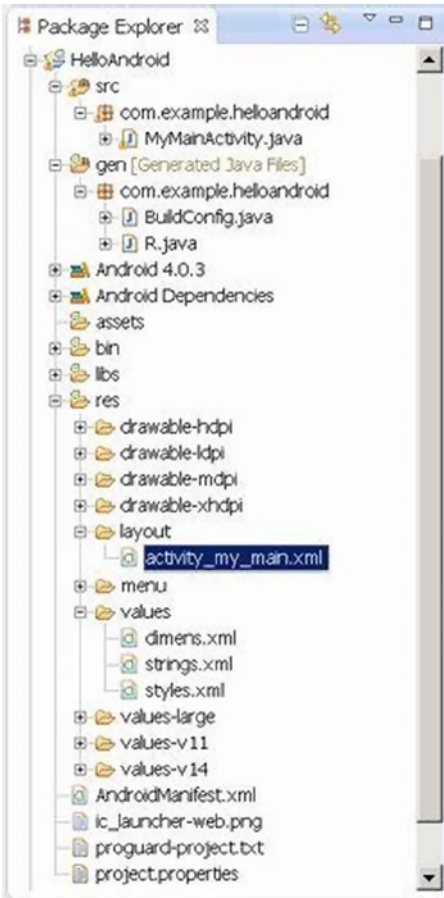 Package Explorer
HelloAndroid
src
com.example.helloandroid
MyMainActivity.java
gen [Generated Java Files]
com.example.helloandroid
BuildConfig.java
R.java
Android 4.0.3
Android Dependencies
assets
bin
libs
res
drawable-hdpi
drawable-ldpi
drawable-mdpi
drawable-xhdpi
layout
activity_my_main.xml
menu
values
dimens.xml
strings.xml
styles.xml
values-large
values-v11
values-v14
AndroidManifest.xml
ic_launcher-web.png
proguard-project.txt
project.properties